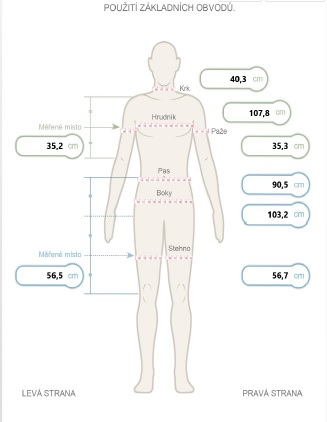 POUŽITÍ ZÁKLADNÍCH OBVODŮ.
Krk
40,3 cm
Hrudník
107,8 cm
Měřené místo
Paže
35,2 cm
35,3 cm
Pas
90,5 cm
Boky
103,2 cm
Měřené místo
Stehno
56,5 cm
56,7 cm
LEVÁ STRANA
PRAVÁ STRANA